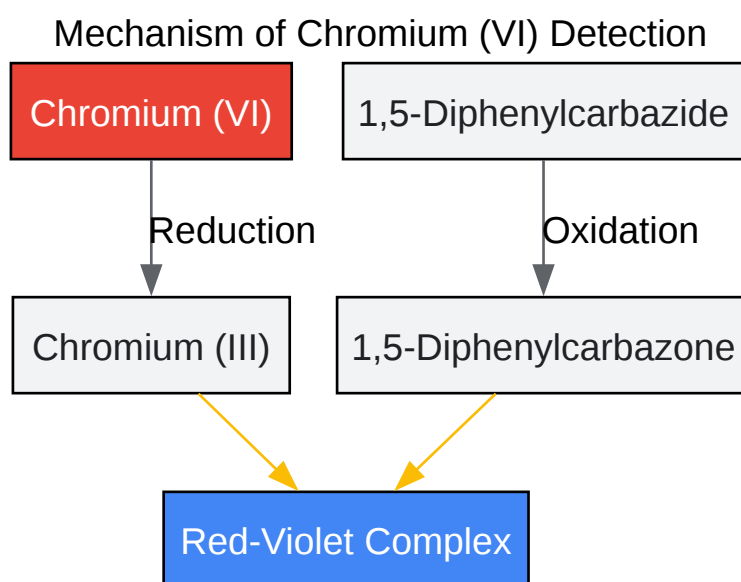 Mechanism of Chromium (VI) Detection
Chromium (VI)
1,5-Diphenylcarbazide
Reduction
Oxidation
Chromium (III)
1,5-Diphenylcarbazone
Red-Violet Complex